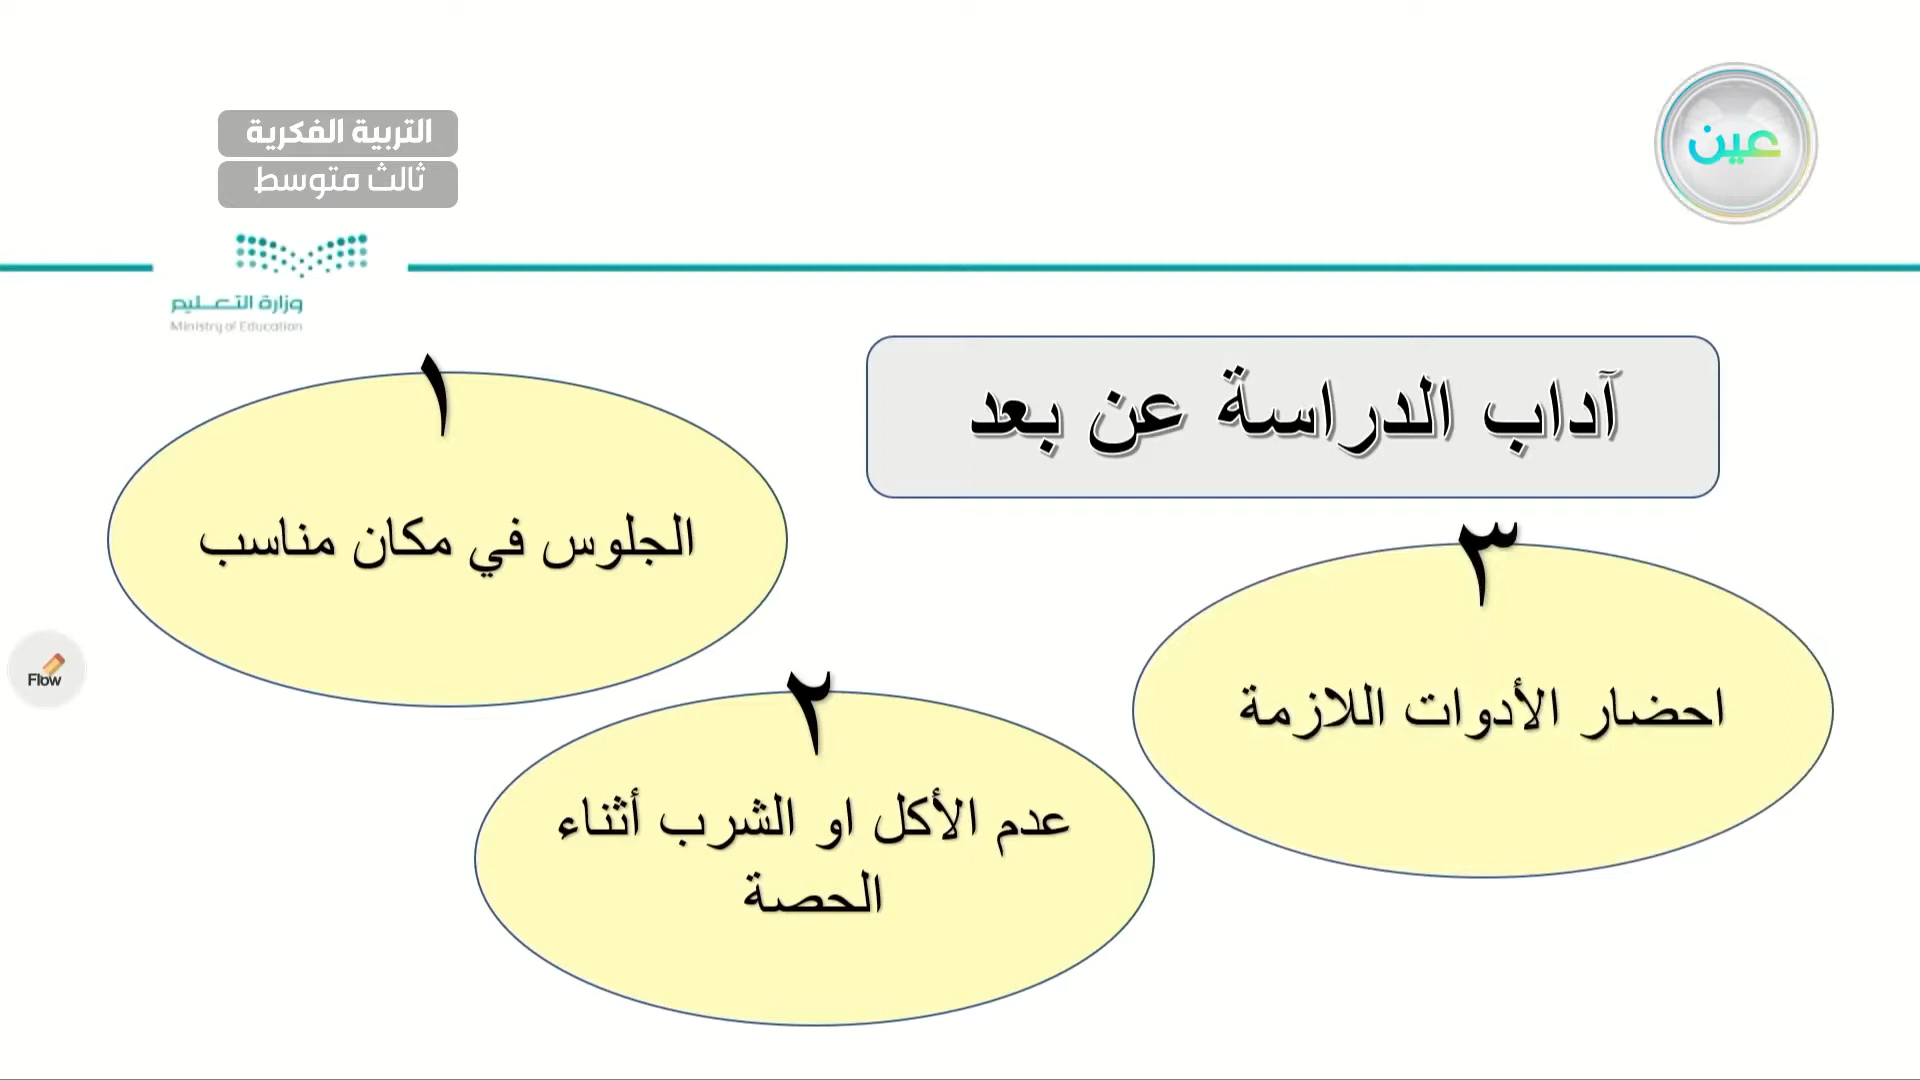 التربية الفكرية
ثالث متوسط
عين
وزارة التعليم
Ministry of Education
آداب الدراسة عن بعد
١
الجلوس في مكان مناسب
٢
عدم الأكل او الشرب أثناء
الحصة
٣
احضار الأدوات اللازمة
Flow